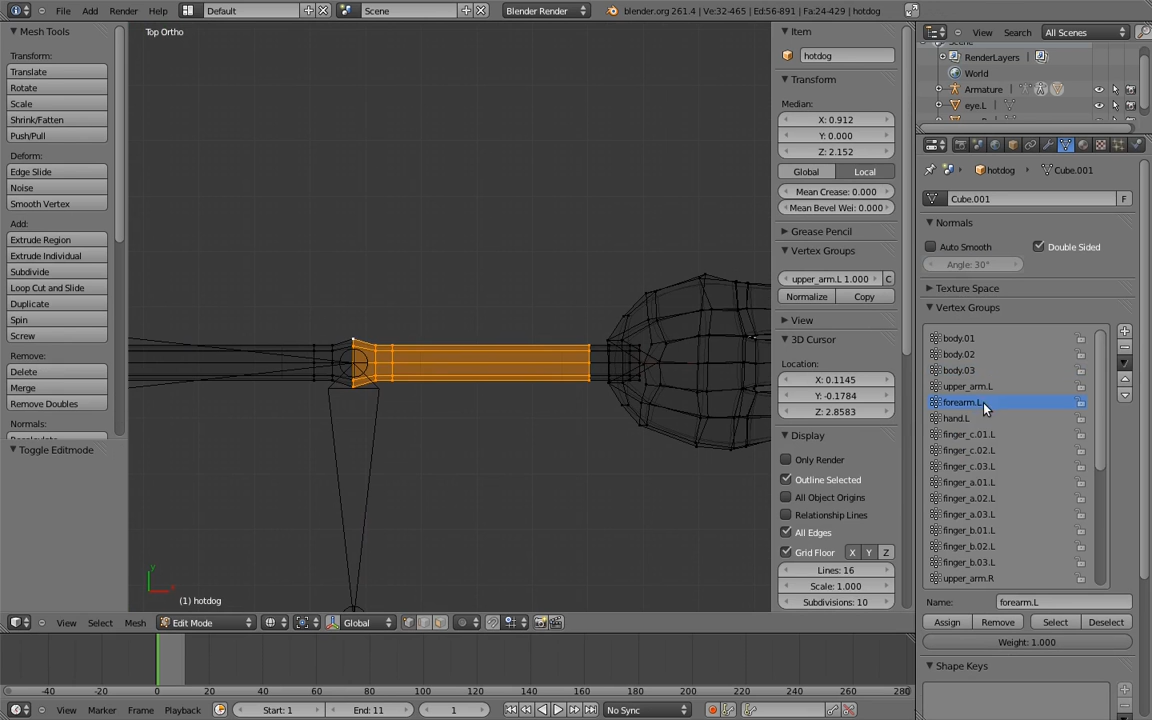 File Add Render Help Default Scene Blender Render blender.org 261.4 | Ve:32-465 | Ed:56-891 | Fa:24-429 | hotdog
Mesh Tools
Transform:
Translate
Rotate
Scale
Shrink/Fatten
Push/Pull
Deform:
Edge Slide
Noise
Smooth Vertex
Add:
Extrude Region
Extrude Individual
Subdivide
Loop Cut and Slide
Duplicate
Spin
Screw
Remove:
Delete
Merge
Remove Doubles
Normals:
Toggle Editmode
Top Ortho
y
x
(1) hotdog
View Select Mesh Edit Mode Global
Item
hotdog
Transform
Median:
X: 0.912
Y: 0.000
Z: 2.152
Global Local
Mean Crease: 0.000
Mean Bevel Wei: 0.000
Grease Pencil
Vertex Groups
upper_arm.L 1.000 C
Normalize Copy
View
3D Cursor
Location:
X: 0.1145
Y: -0.1784
Z: 2.8583
Display
Only Render
Outline Selected
All Object Origins
Relationship Lines
All Edges
Grid Floor X Y Z
Lines: 16
Scale: 1.000
Subdivisions: 10
View Search All Scenes
RenderLayers
World
Armature
eye.L
hotdog Cube.001
Cube.001 F
Normals
Auto Smooth Double Sided
Angle: 30°
Texture Space
Vertex Groups
body.01
body.02
body.03
upper_arm.L
forearm.L
hand.L
finger_c.01.L
finger_c.02.L
finger_c.03.L
finger_a.01.L
finger_a.02.L
finger_a.03.L
finger_b.01.L
finger_b.02.L
finger_b.03.L
upper_arm.R
Name: forearm.L
Assign Remove Select Deselect
Weight: 1.000
Shape Keys
-40 -20 0 20 40 60 80 100 120 140 160 180 200 220 240 260 280
View Marker Frame Playback Start: 1 End: 11 1 No Sync